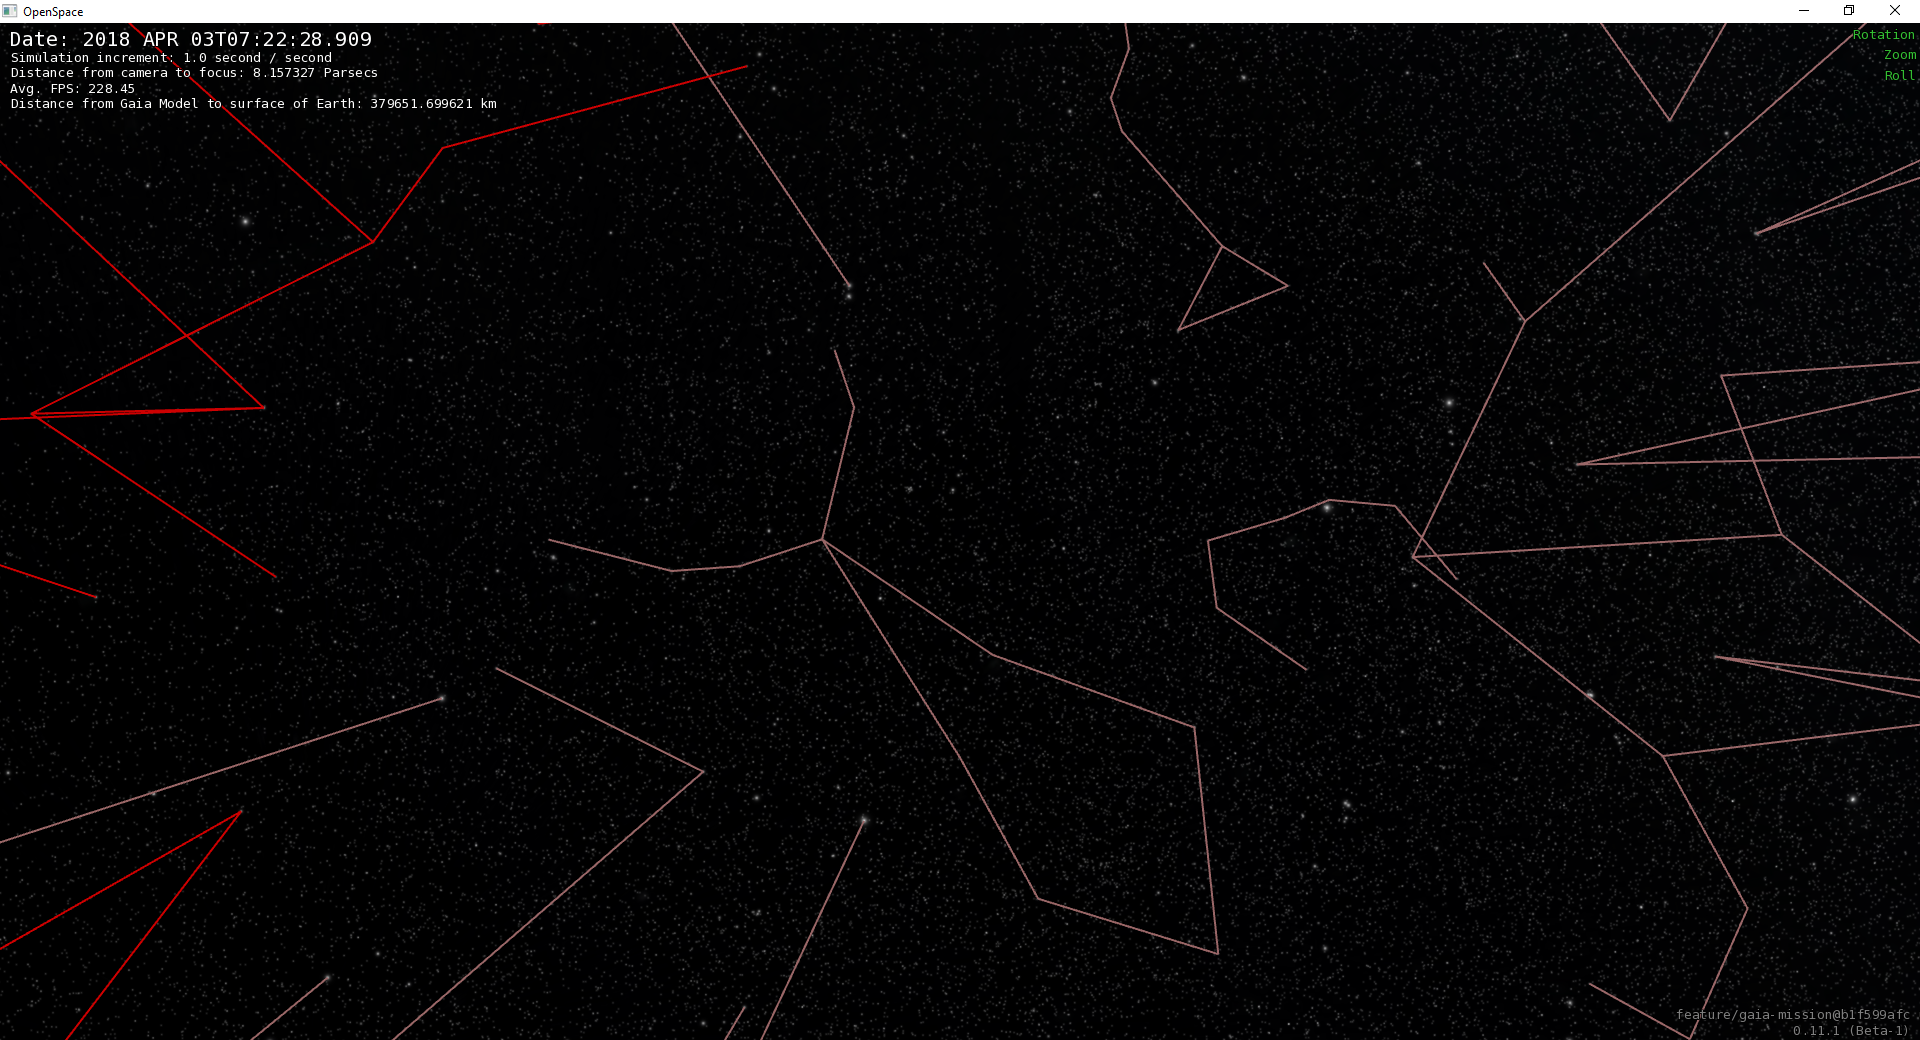 OpenSpace
Date: 2018 APR 03T07:22:28.909
Simulation increment: 1.0 second / second
Distance from camera to focus: 8.157327 Parsecs
Avg. FPS: 228.45
Distance from Gaia Model to surface of Earth: 379651.699621 km
Rotation
Zoom
Roll
feature/gaia-mission@b1f599afc
0.11.1 (Beta-1)